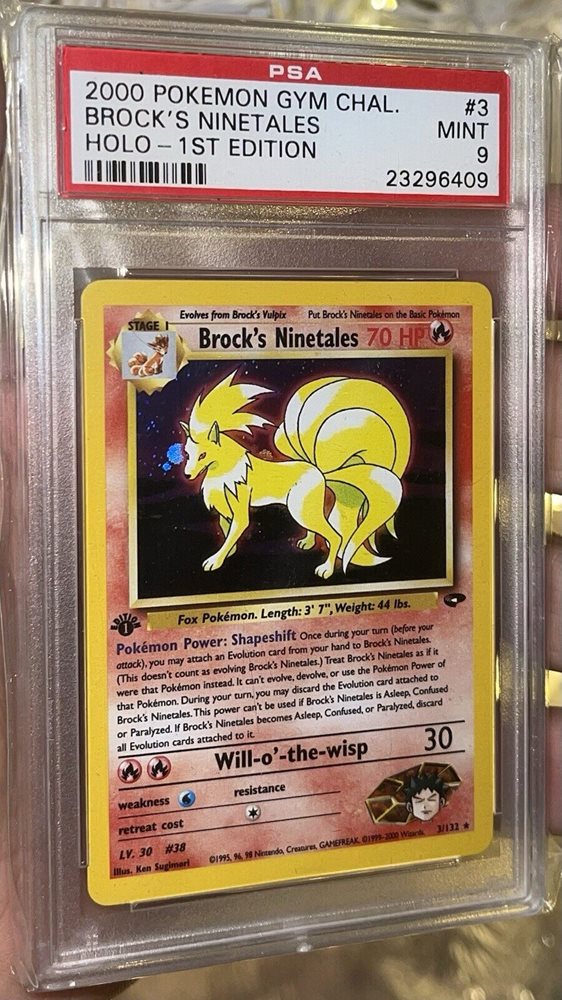 PSA
2000 POKEMON GYM CHAL. #3
BROCK'S NINETALES MINT
HOLO – 1ST EDITION 9
23296409
Evolves from Brock's Vulpix Put Brock's Ninetales on the Basic Pokémon
STAGE 1
Brock's Ninetales 70 HP
EDITION
1
Fox Pokémon. Length: 3' 7", Weight: 44 lbs.
Pokémon Power: Shapeshift Once during your turn (before your
attack), you may attach an Evolution card from your hand to Brock's Ninetales.
(This doesn't count as evolving Brock's Ninetales.) Treat Brock's Ninetales as if it
were that Pokémon instead. It can't evolve, devolve, or use the Pokémon Power of
that Pokémon. During your turn, you may discard the Evolution card attached to
Brock's Ninetales. This power can't be used if Brock's Ninetales is Asleep, Confused
or Paralyzed. If Brock's Ninetales becomes Asleep, Confused, or Paralyzed, discard
all Evolution cards attached to it.
Will-o'-the-wisp 30
weakness resistance
retreat cost
LV. 30 #38
3/132 ★
Illus. Ken Sugimori ©1995, 96, 98 Nintendo, Creatures, GAMEFREAK. ©1999-2000 Wizards.